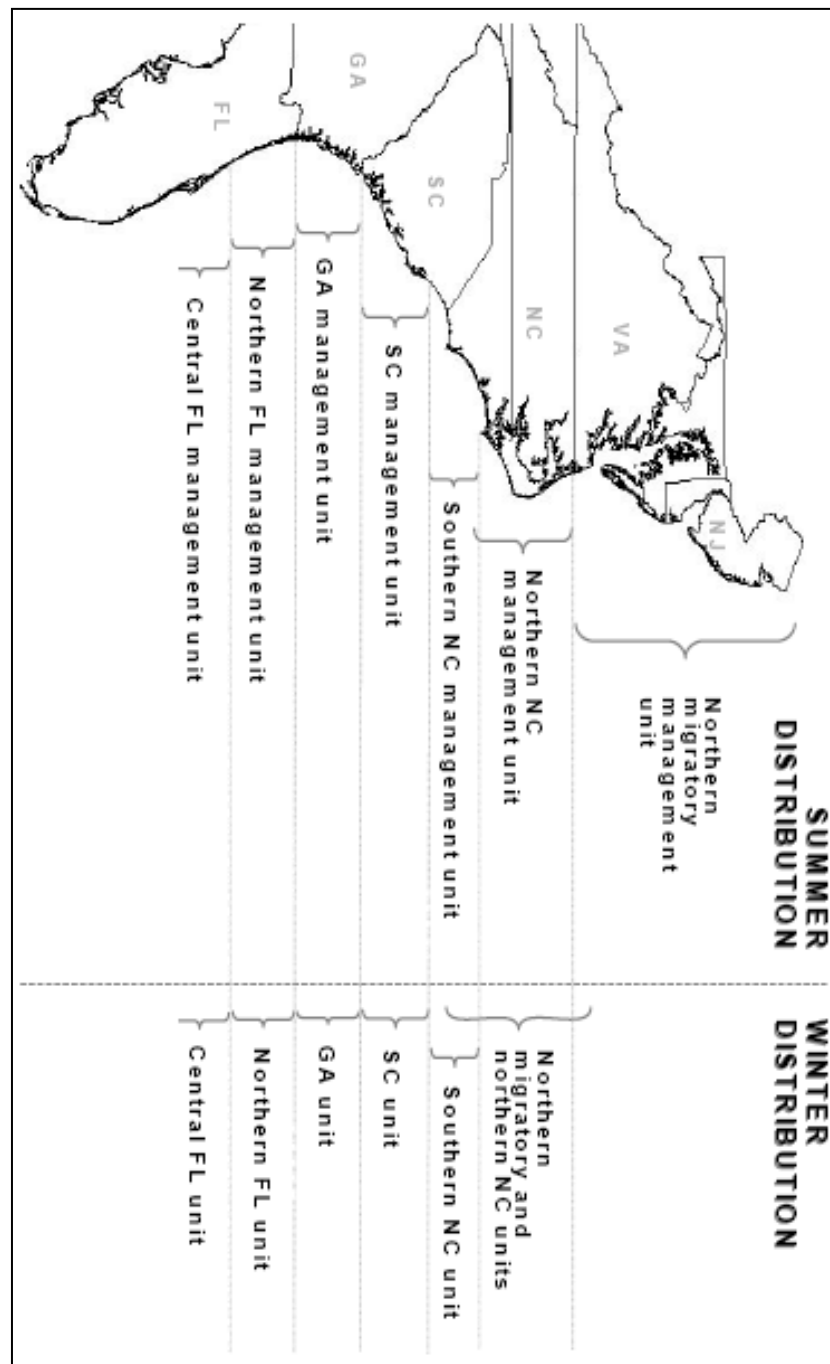 SUMMER
DISTRIBUTION
WINTER
DISTRIBUTION
NJ
VA
NC
SC
GA
FL
Northern
migratory
management
unit
Northern NC
management unit
Southern NC management unit
SC management unit
GA management unit
Northern FL management unit
Central FL management unit
Northern
migratory and
northern NC units
Southern NC unit
SC unit
GA unit
Northern FL unit
Central FL unit